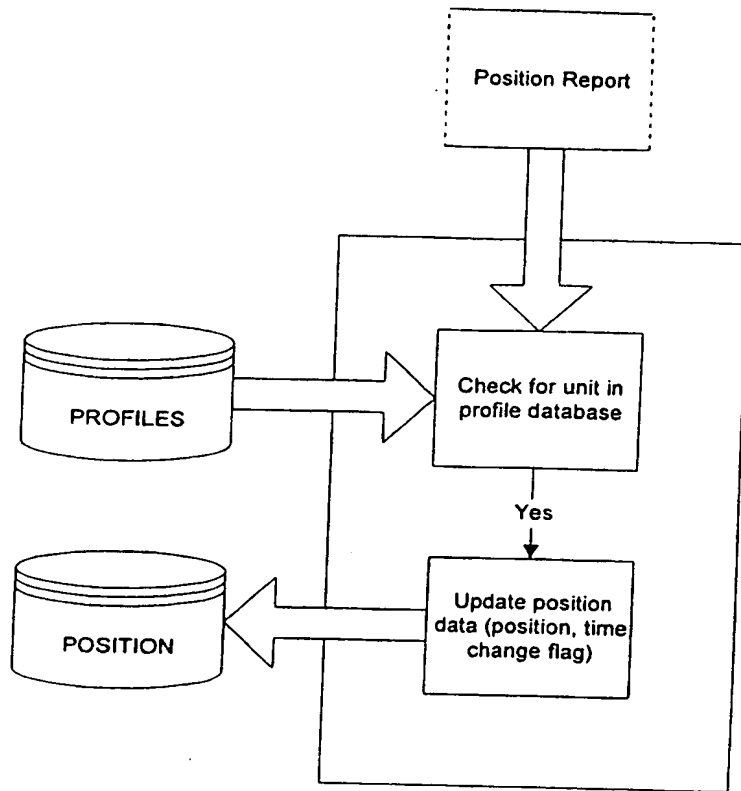 Position Report
Check for unit in
profile database
PROFILES
Yes
Update position
data (position, time
change flag)
POSITION